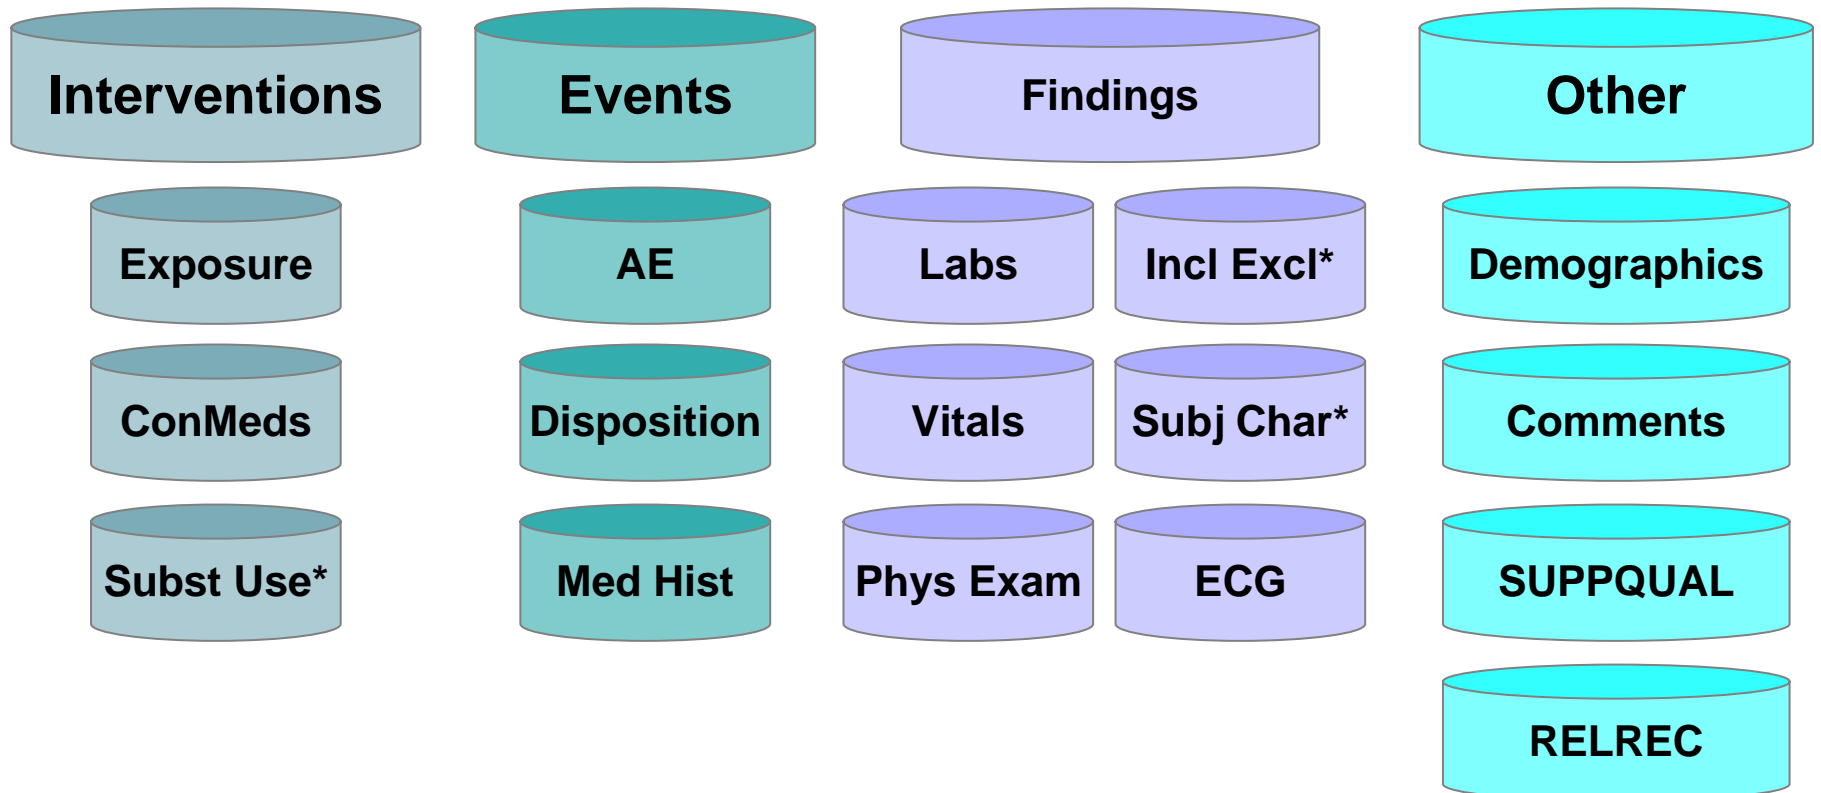 Interventions
Events
Findings
Other
Exposure
AE
Labs
Incl Excl*
Demographics
ConMeds
Disposition
Vitals
Subj Char*
Comments
Subst Use*
Med Hist
Phys Exam
ECG
SUPPQUAL
RELREC